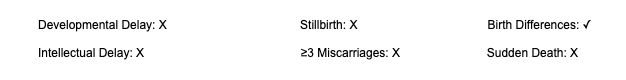 Developmental Delay: X Stillbirth: X Birth Differences: ✓
Intellectual Delay: X ≥3 Miscarriages: X Sudden Death: X